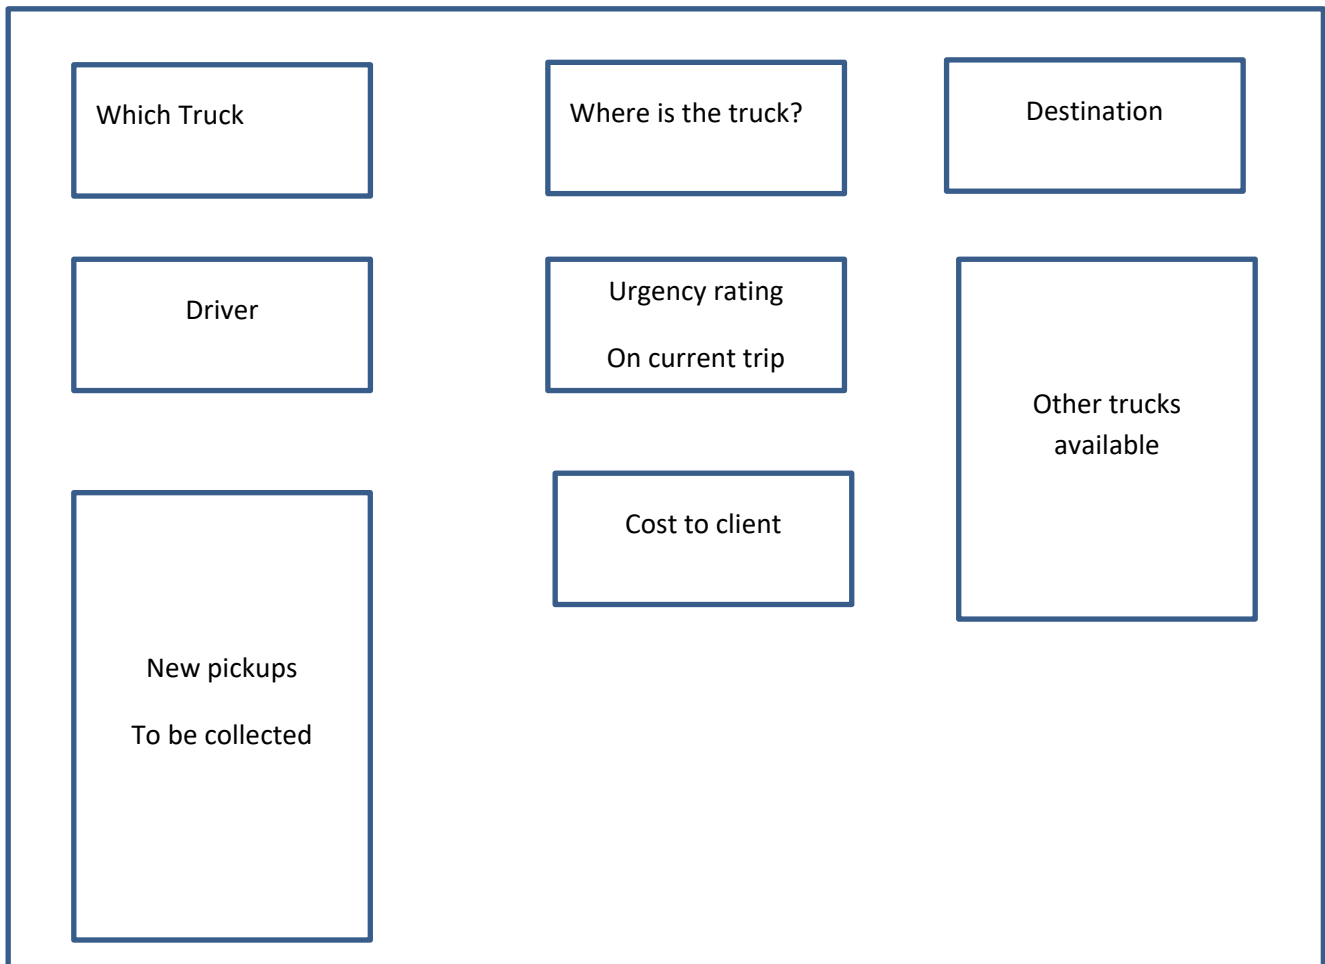 Which Truck
Where is the truck?
Destination
Driver
Urgency rating
On current trip
Other trucks
available
Cost to client
New pickups
To be collected